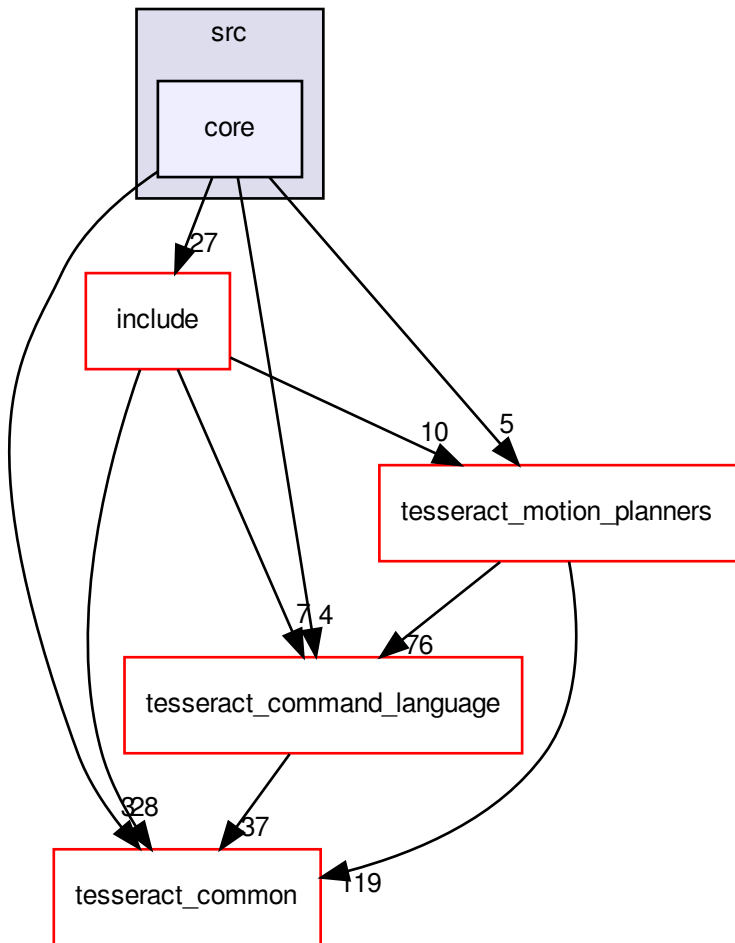 src
core
27
include
10
5
tesseract_motion_planners
7
4
76
tesseract_command_language
3
28
37
119
tesseract_common